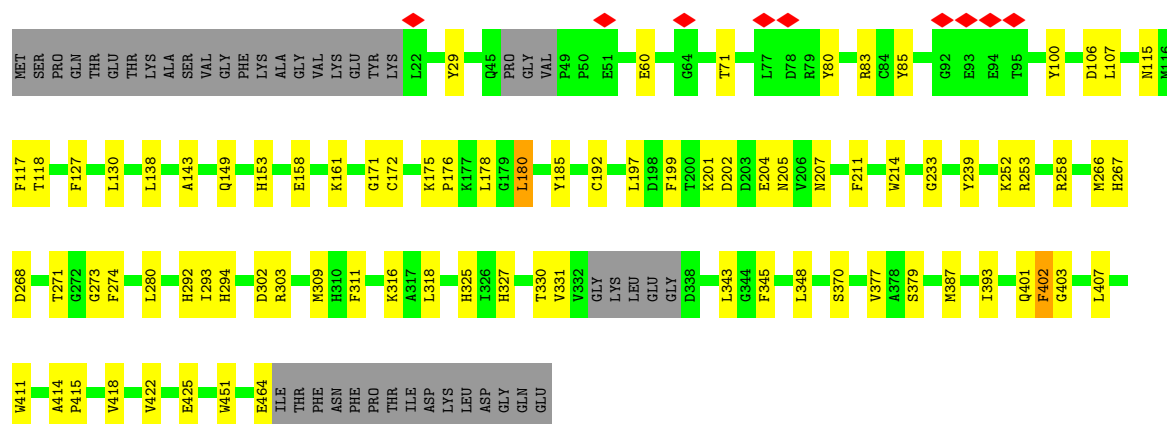 MET SER PRO GLN THR GLU THR LYS ALA SER VAL GLY PHE LYS ALA GLY VAL LYS GLU TYR LYS L22 Y29 Q45 PRO GLY VAL P49 P50 E51 E60 G64 T71 L77 D78 R79 Y80 R83 C84 Y85 G92 E93 E94 T95 Y100 D106 L107 N115 M116
F117 T118 F127 L130 L138 A143 Q149 H153 E158 K161 G171 C172 K175 P176 K177 L178 G179 L180 Y185 C192 L197 D198 F199 T200 K201 D202 D203 E204 N205 V206 N207 F211 W214 G233 Y239 K252 R253 R258 M266 H267
D268 T271 G272 G273 F274 L280 H292 I293 H294 D302 R303 M309 H310 F311 K316 A317 L318 H325 I326 H327 T330 V331 V332 GLY LYS LEU GLU GLY D338 L343 G344 F345 L348 S370 V377 A378 S379 M387 I393 Q401 F402 G403 L407
W411 A414 P415 V418 V422 E425 W451 E464 ILE THR PHE ASN PHE PRO THR ILE ASP LYS LEU ASP GLY GLN GLU